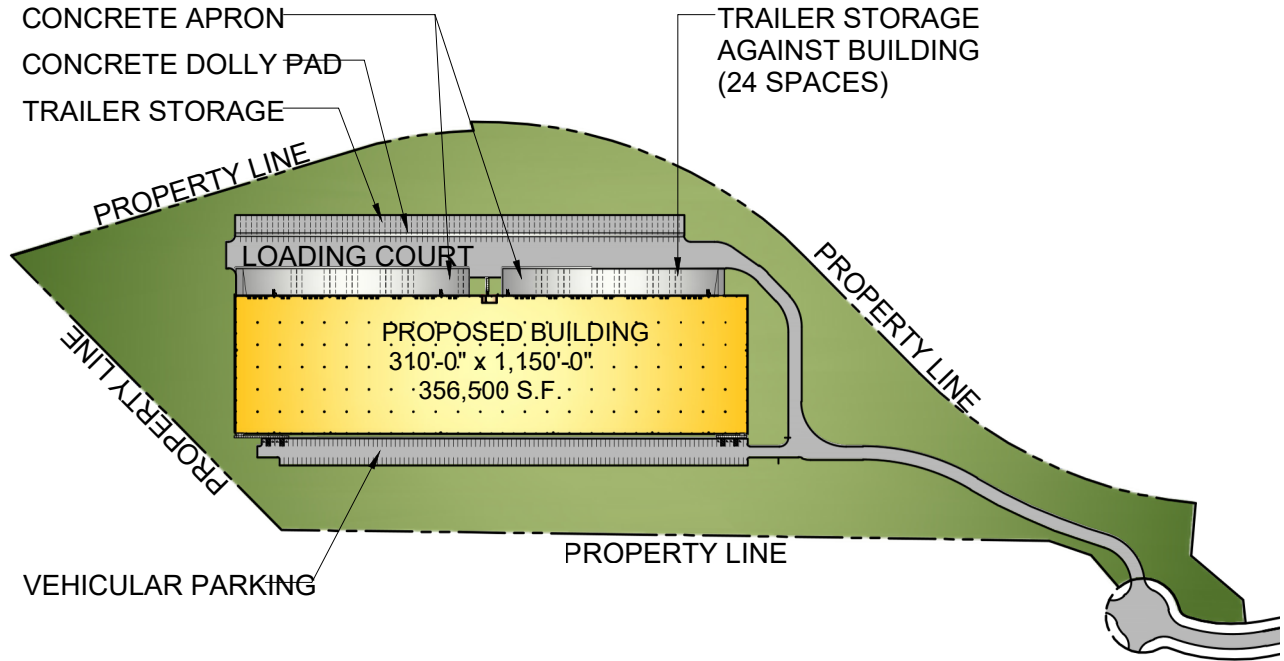 CONCRETE APRON
CONCRETE DOLLY PAD
TRAILER STORAGE
TRAILER STORAGE
AGAINST BUILDING
(24 SPACES)
PROPERTY LINE
LOADING COURT
PROPERTY LINE
PROPOSED BUILDING
310'-0" x 1,150'-0"
356,500 S.F.
PROPERTY LINE
PROPERTY LINE
VEHICULAR PARKING